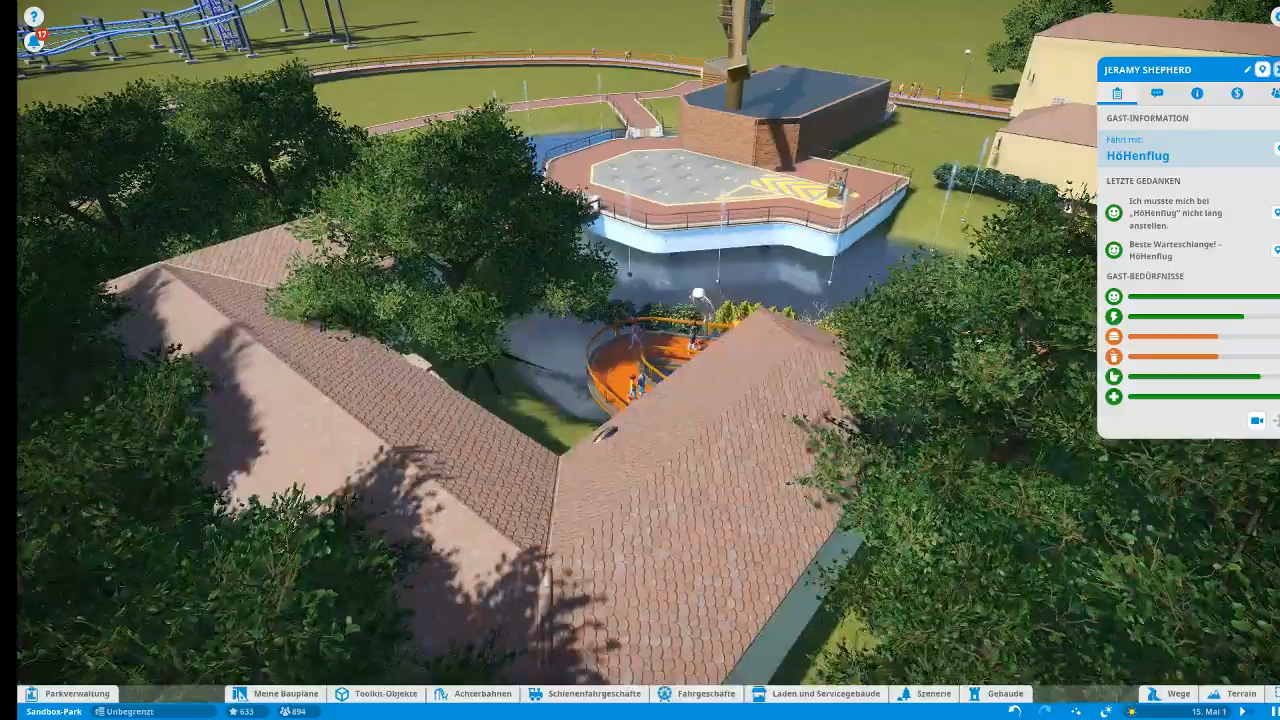 ?
17
JERAMY SHEPHERD
GAST-INFORMATION
Fährt mit:
HöHenflug
LETZTE GEDANKEN
Ich musste mich bei
„HöHenflug" nicht lang
anstellen.
Beste Warteschlange! –
HöHenflug
GAST-BEDÜRFNISSE
Parkverwaltung
Meine Baupläne
Toolkit-Objekte
Achterbahnen
Schienenfahrgeschäfte
Fahrgeschäfte
Läden und Servicegebäude
Szenerie
Gebäude
Wege
Terrain
Sandbox-Park
Unbegrenzt
633
894
15. Mai 1